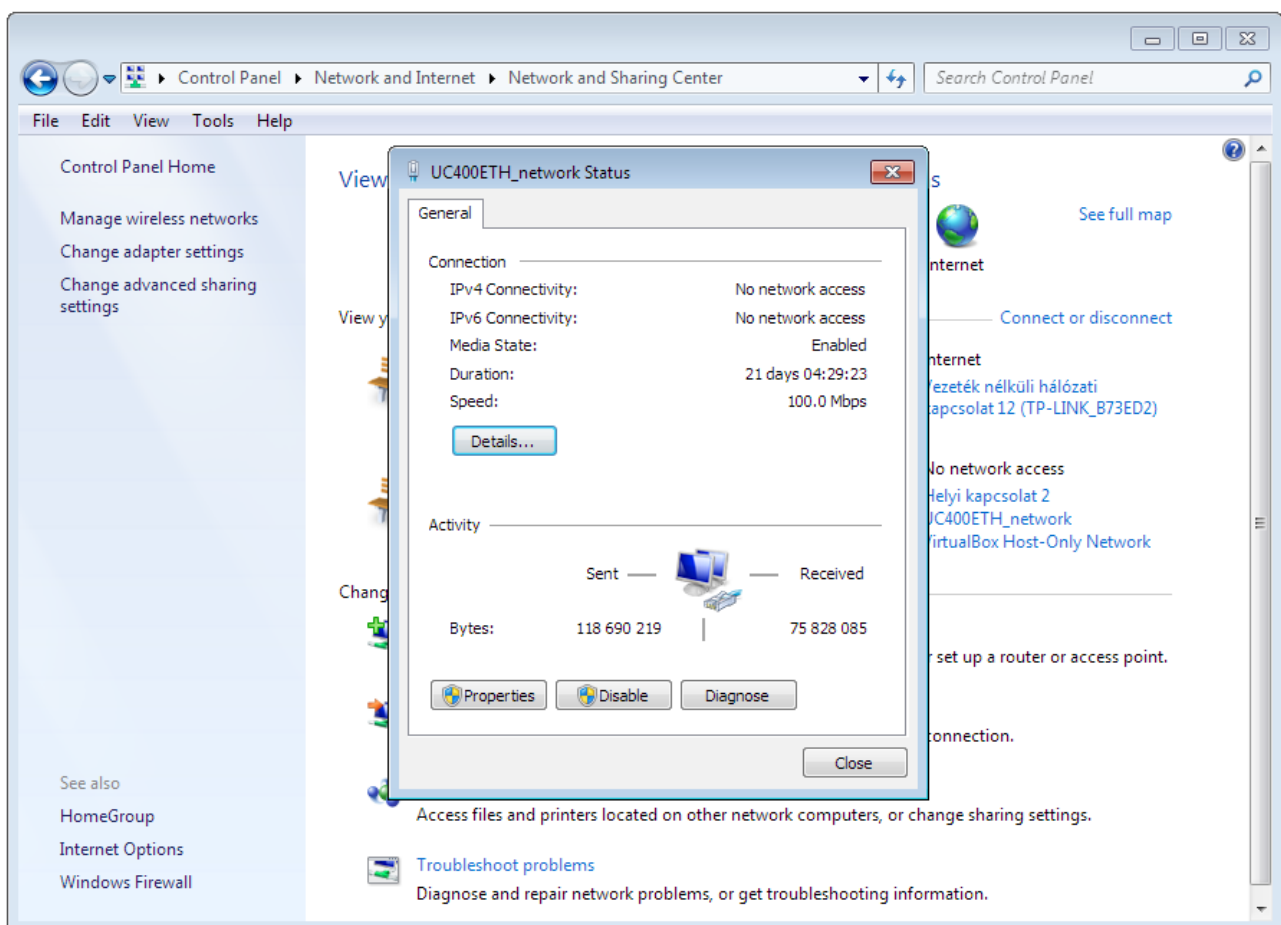 Control Panel ▸ Network and Internet ▸ Network and Sharing Center
Search Control Panel
File Edit View Tools Help
Control Panel Home
Manage wireless networks
Change adapter settings
Change advanced sharing
settings
See also
HomeGroup
Internet Options
Windows Firewall
View
See full map
View y
Connect or disconnect
(TP-LINK_B73ED2)
Helyi kapcsolat 2
Chang
set up a router or access point.
Access files and printers located on other network computers, or change sharing settings.
Troubleshoot problems
Diagnose and repair network problems, or get troubleshooting information.
UC400ETH_network Status
General
Connection
IPv4 Connectivity: No network access
IPv6 Connectivity: No network access
Media State: Enabled
Duration: 21 days 04:29:23
Speed: 100.0 Mbps
Details...
Activity
Sent Received
Bytes: 118 690 219 75 828 085
Properties Disable Diagnose
Close
nternet
nternet
ezeték nélküli hálózati
apcsolat 12
No network access
UC400ETH_network
VirtualBox Host-Only Network
connection.